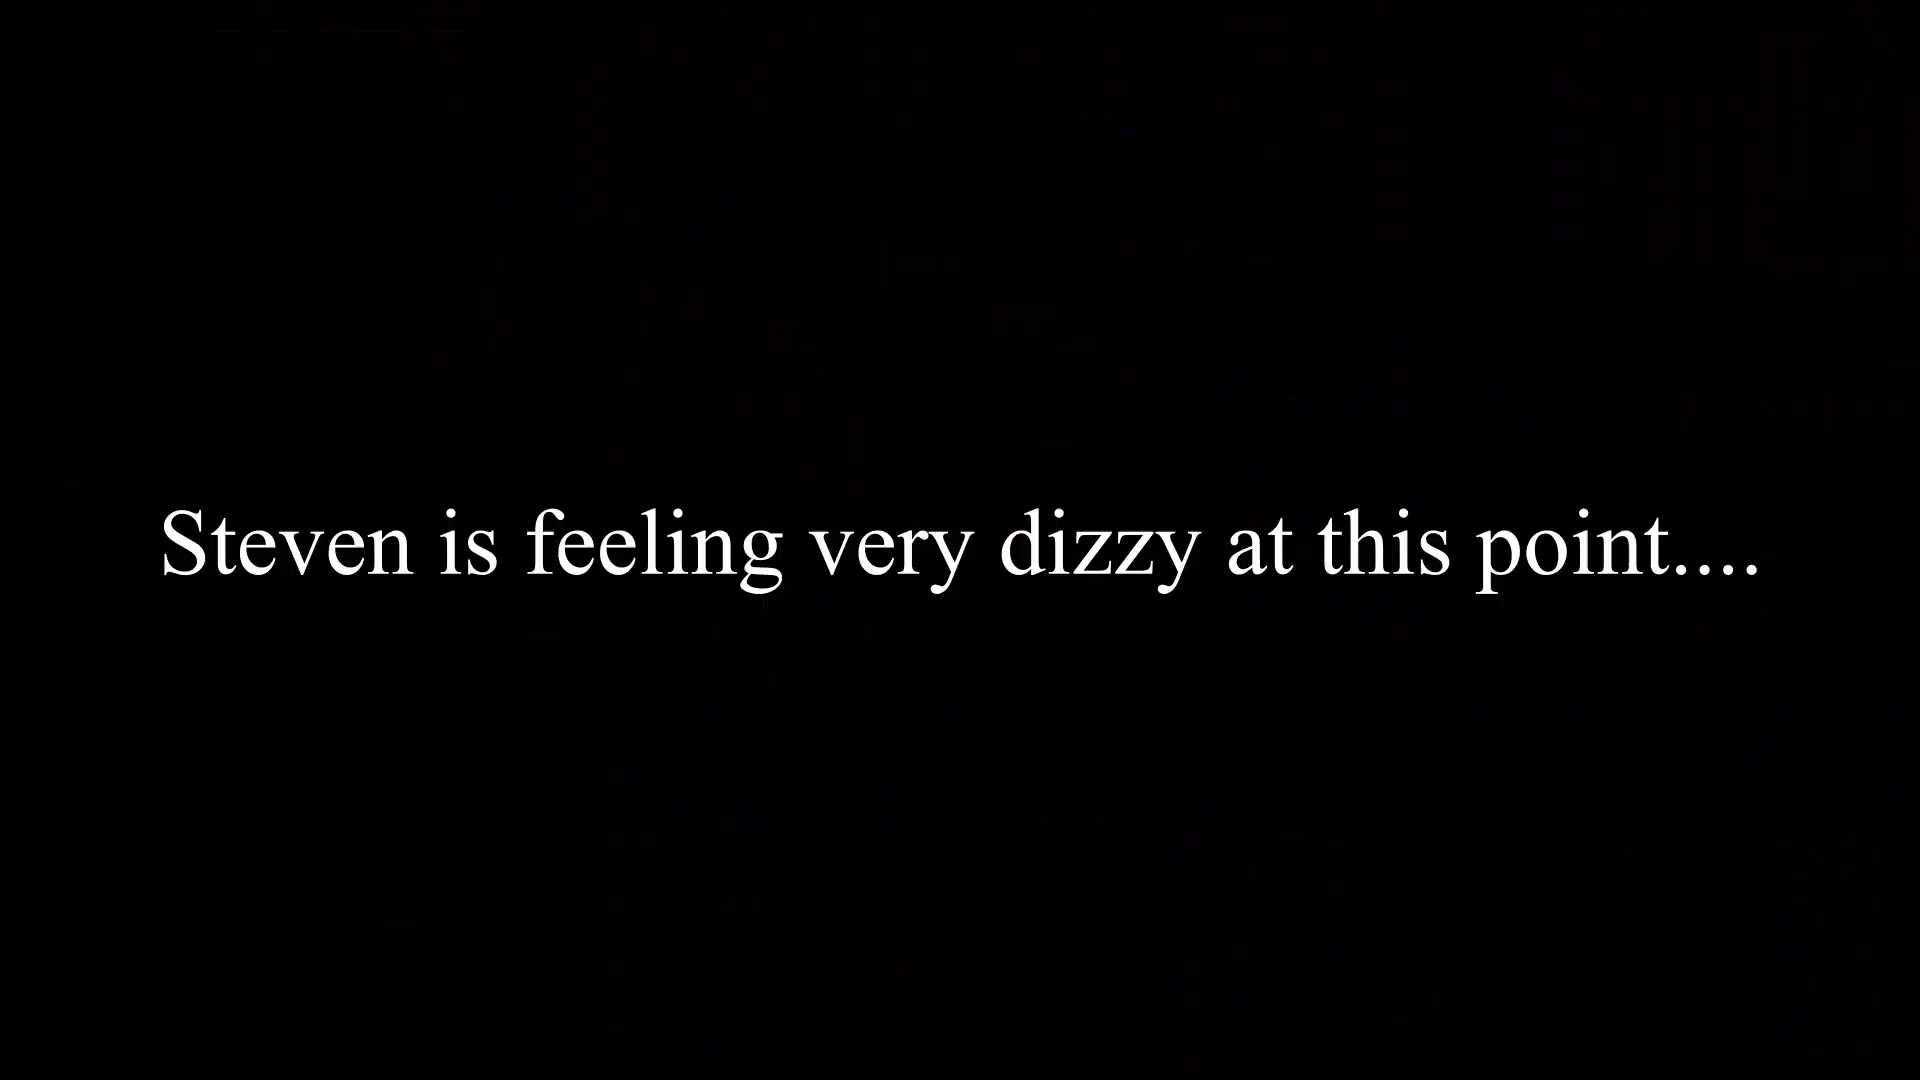 Steven is feeling very dizzy at this point....